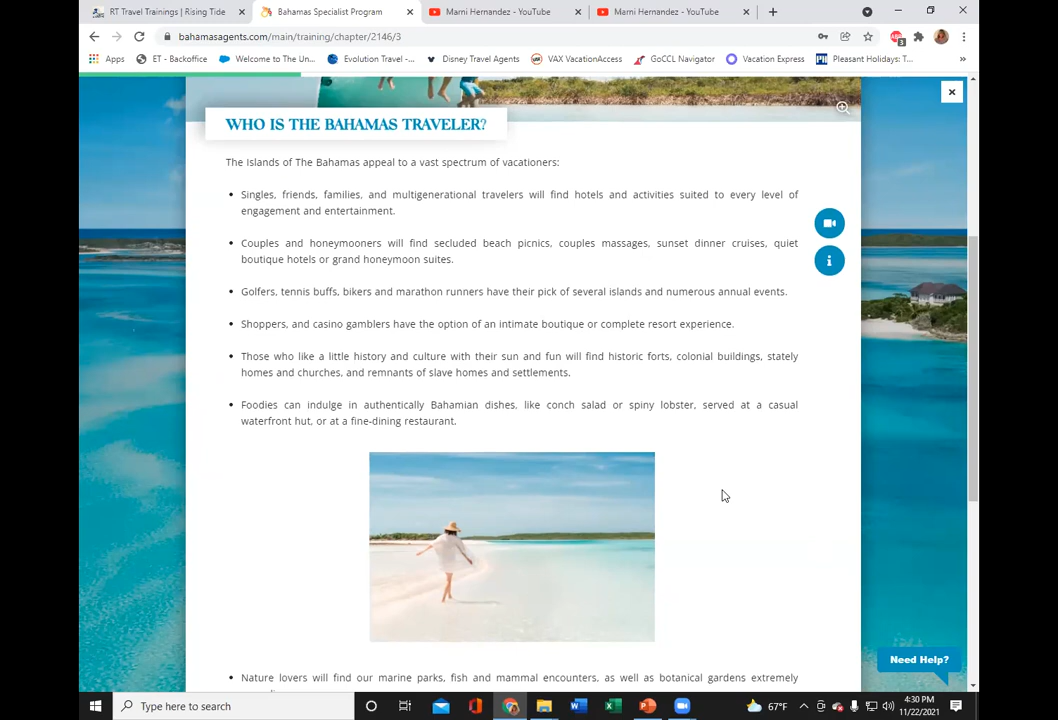 RT Travel Trainings | Rising Tide
Bahamas Specialist Program
Marni Hernandez - YouTube
Marni Hernandez - YouTube
bahamasagents.com/main/training/chapter/2146/3
3
Apps
ET - Backoffice
Welcome to The Un...
Evolution Travel -...
Disney Travel Agents
VAX VacationAccess
GoCCL Navigator
Vacation Express
PH
Pleasant Holidays: T...
WHO IS THE BAHAMAS TRAVELER?
The Islands of The Bahamas appeal to a vast spectrum of vacationers:
• Singles, friends, families, and multigenerational travelers will find hotels and activities suited to every level of
engagement and entertainment.
• Couples and honeymooners will find secluded beach picnics, couples massages, sunset dinner cruises, quiet
boutique hotels or grand honeymoon suites.
• Golfers, tennis buffs, bikers and marathon runners have their pick of several islands and numerous annual events.
• Shoppers, and casino gamblers have the option of an intimate boutique or complete resort experience.
• Those who like a little history and culture with their sun and fun will find historic forts, colonial buildings, stately
homes and churches, and remnants of slave homes and settlements.
• Foodies can indulge in authentically Bahamian dishes, like conch salad or spiny lobster, served at a casual
waterfront hut, or at a fine-dining restaurant.
• Nature lovers will find our marine parks, fish and mammal encounters, as well as botanical gardens extremely
Need Help?
Type here to search
67°F
4:30 PM
11/22/2021